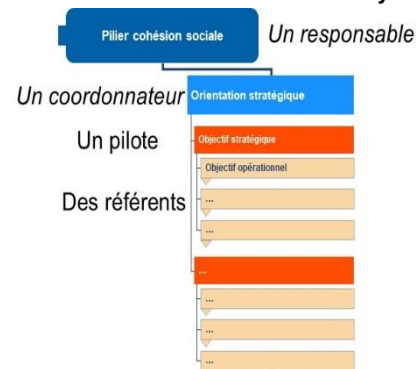 Pilier cohésion sociale Un responsable
Un coordonnateur Orientation stratégique
Un pilote Objectif stratégique
Objectif opérationnel
Des référents ...
...
...
...
...
...